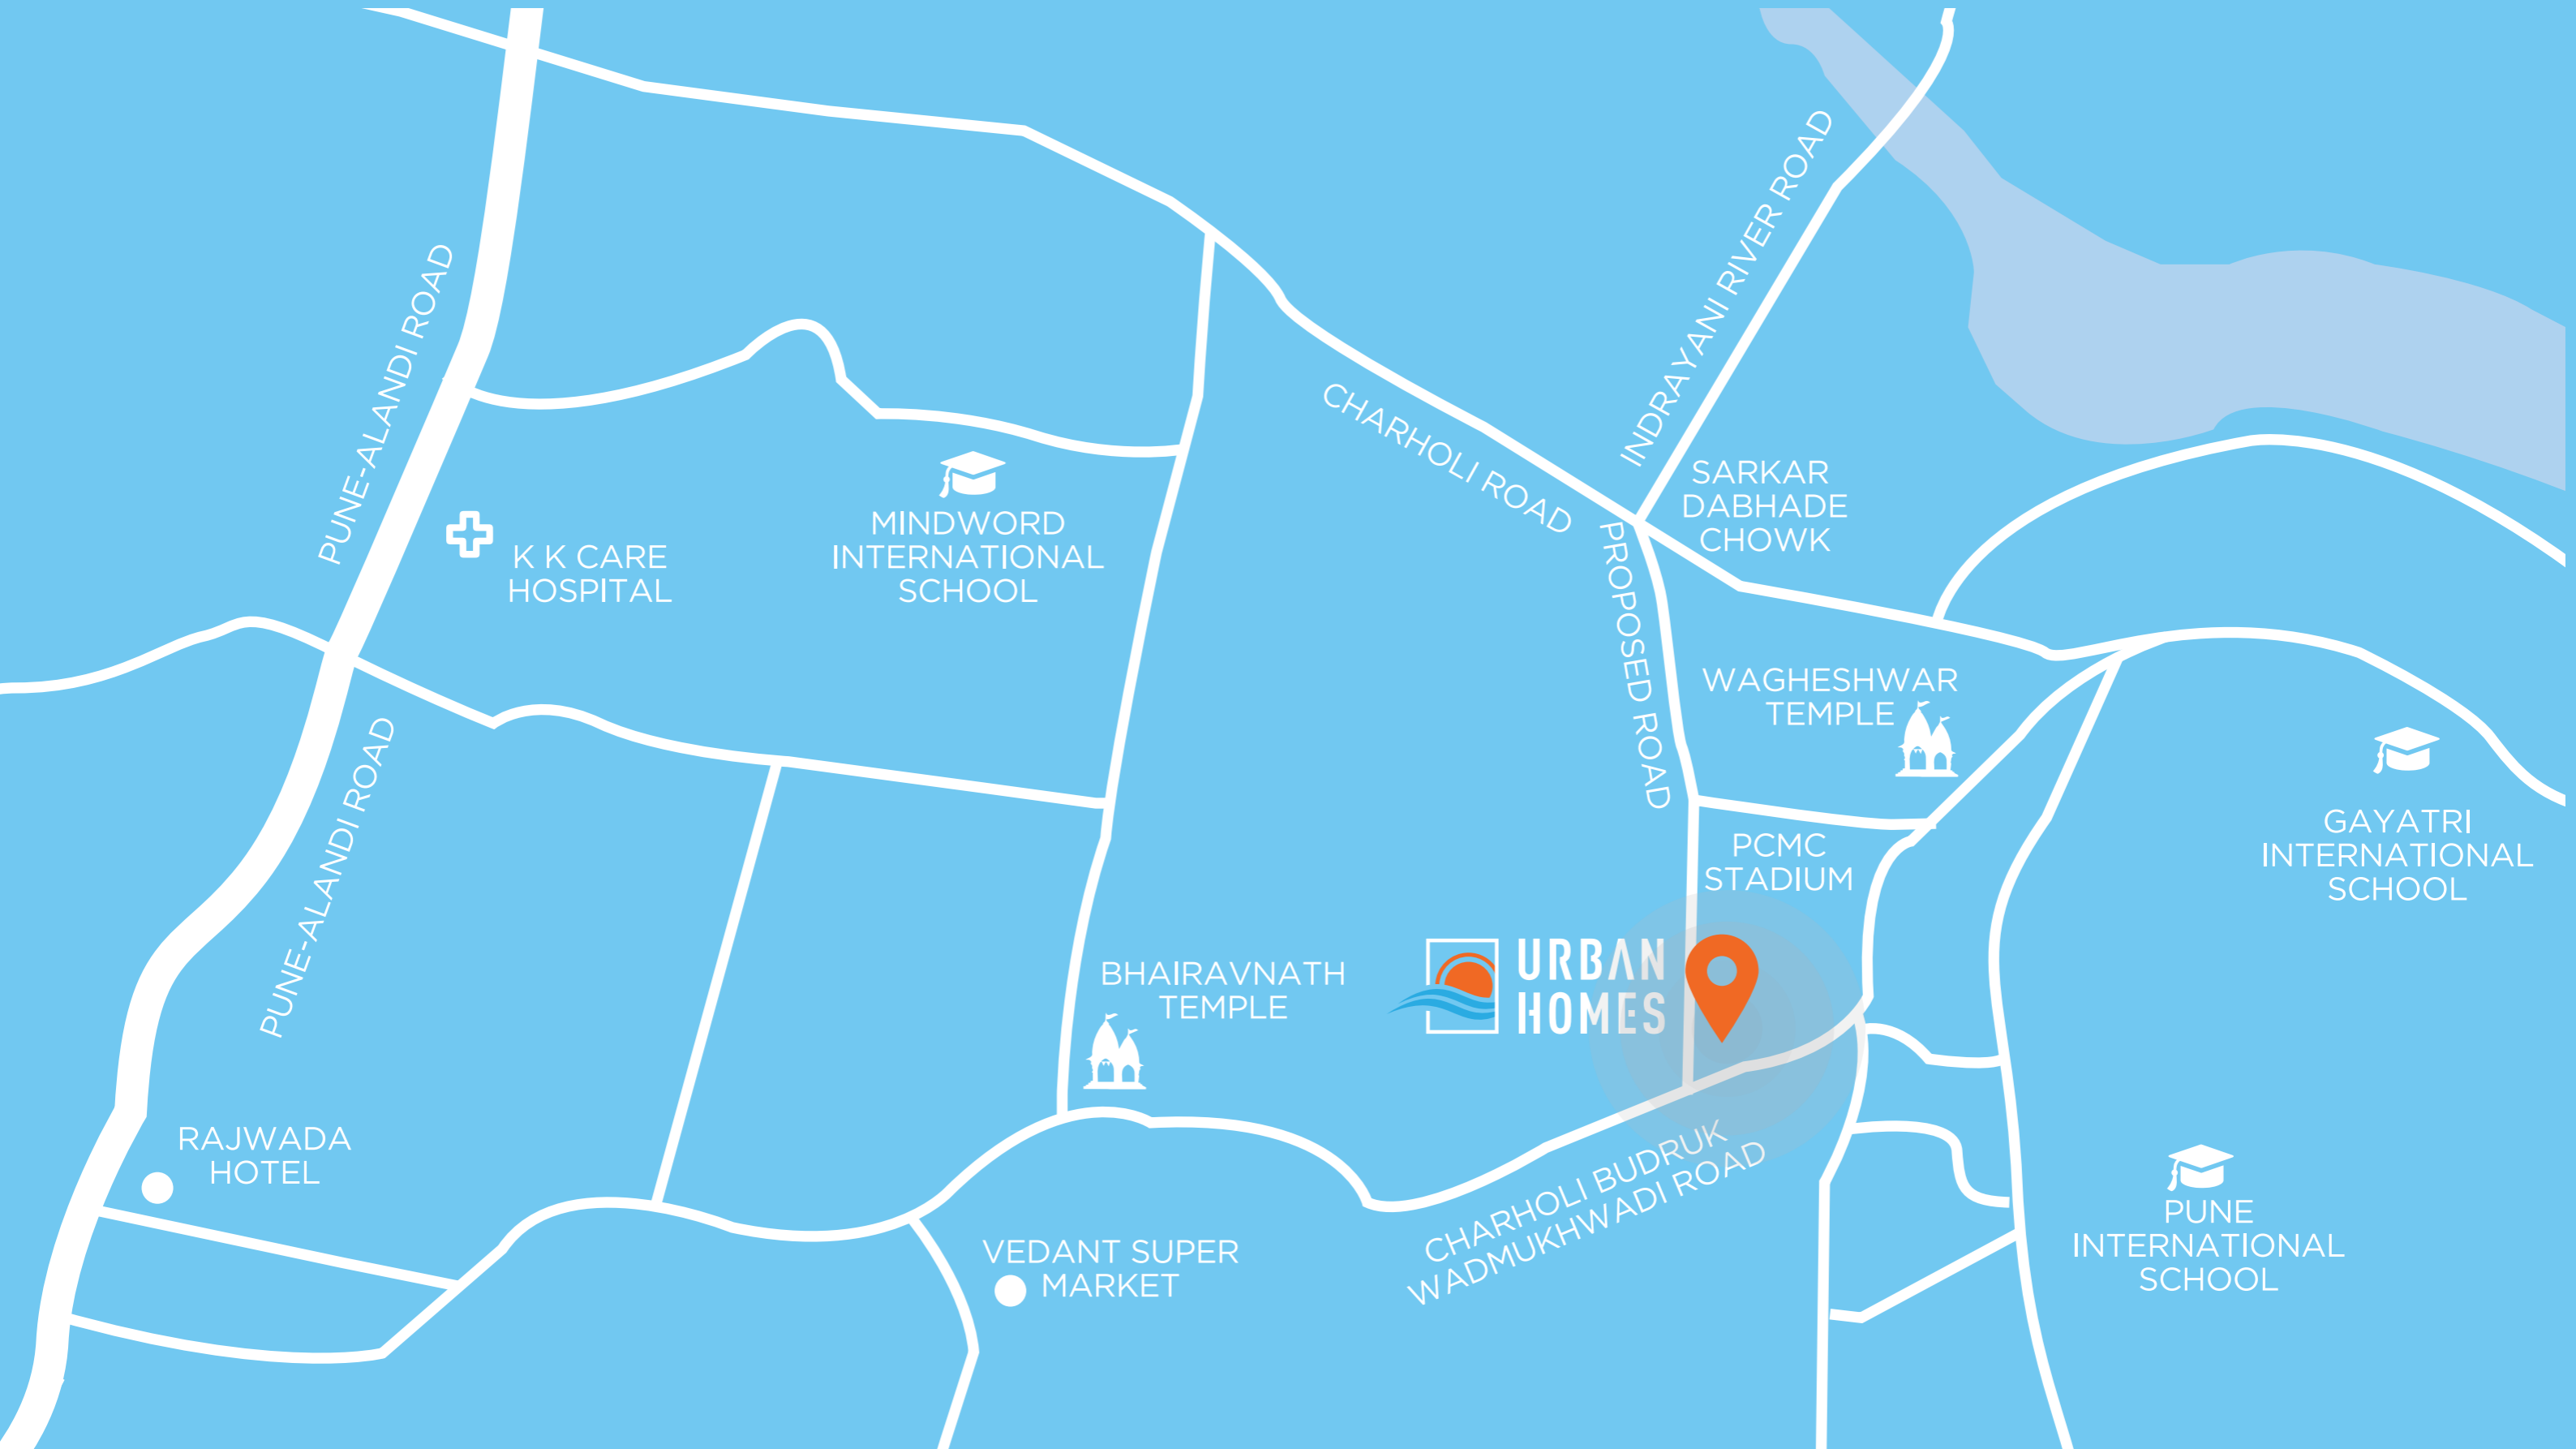 PUNE-ALANDI ROAD
INDRAYANI RIVER ROAD
CHARHOLI ROAD
SARKAR
DABHADE
CHOWK
K K CARE
HOSPITAL
MINDWORD
INTERNATIONAL
SCHOOL
PROPOSED ROAD
WAGHESHWAR
TEMPLE
PUNE-ALANDI ROAD
PCMC
STADIUM
GAYATRI
INTERNATIONAL
SCHOOL
BHAIRAVNATH
TEMPLE
URBAN
HOMES
RAJWADA
HOTEL
CHARHOLI BUDRUK
WADMUKHWADI ROAD
VEDANT SUPER
MARKET
PUNE
INTERNATIONAL
SCHOOL